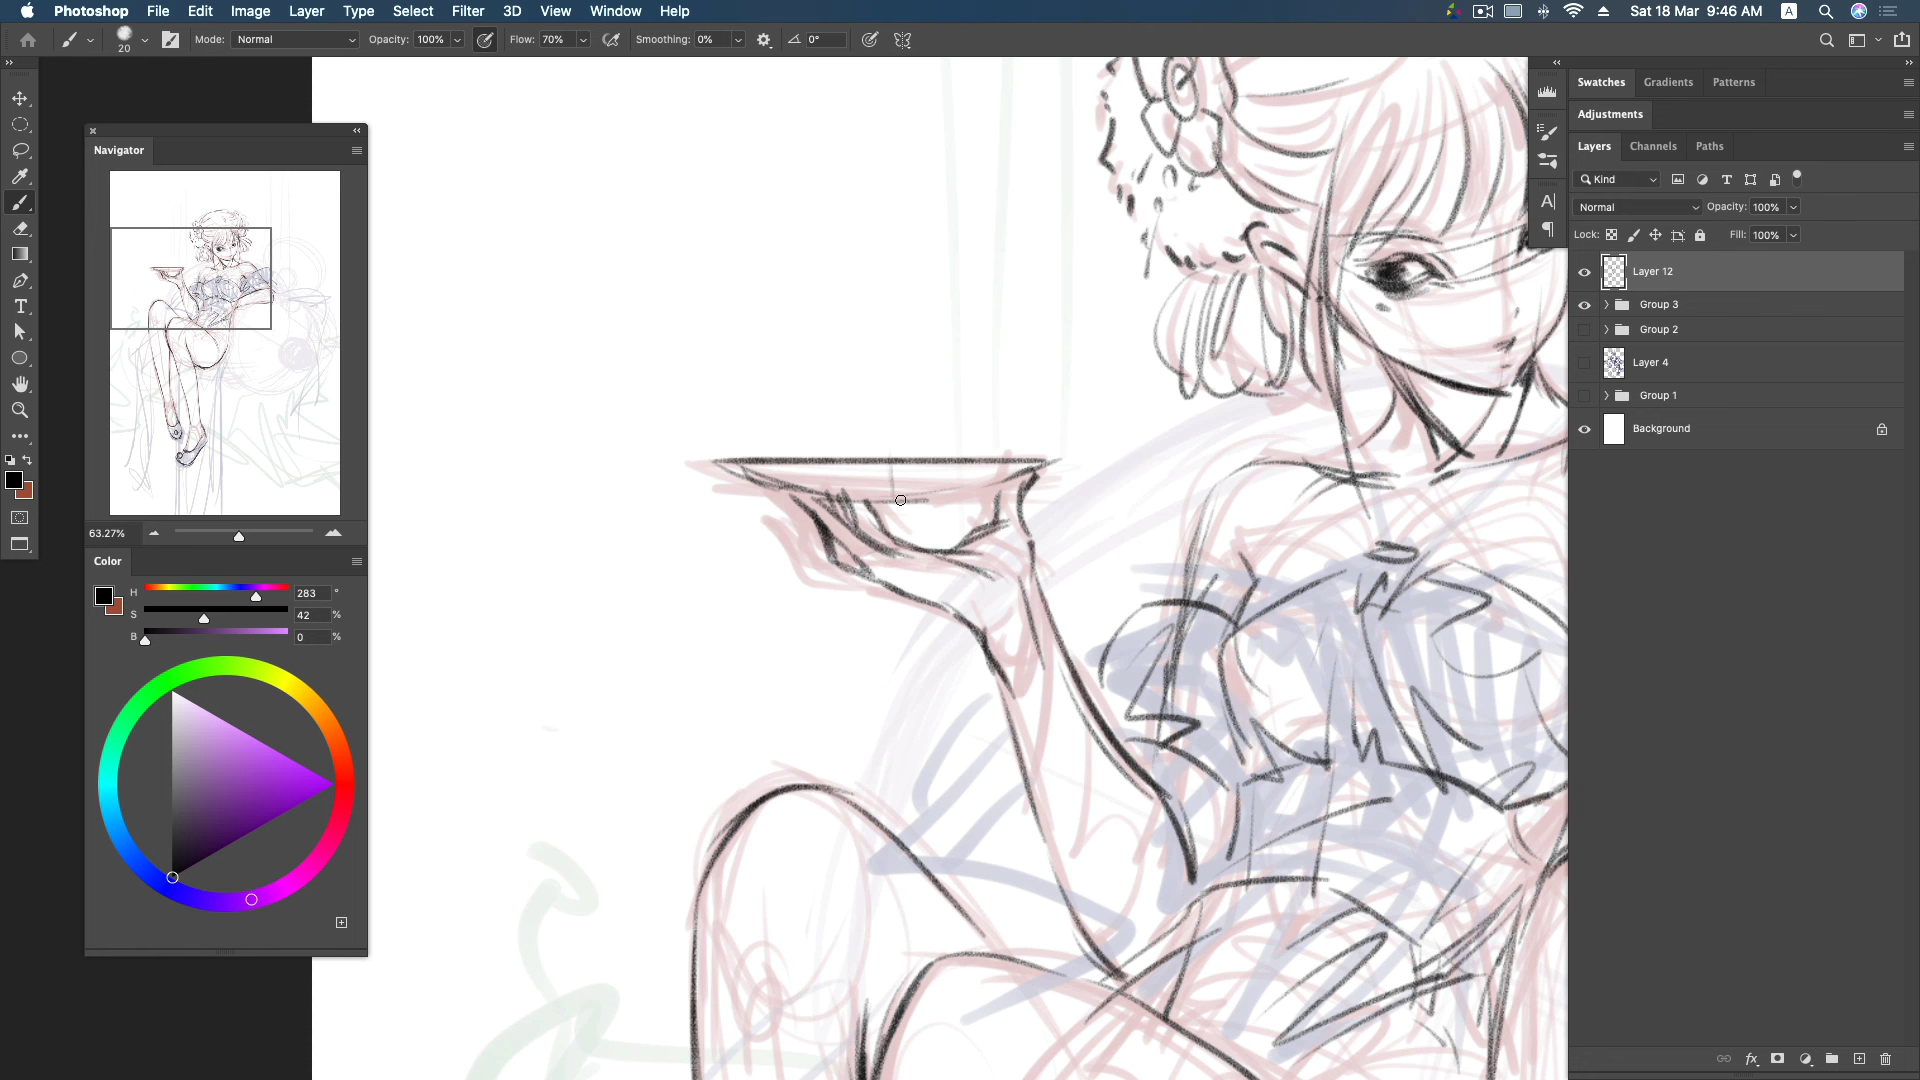 Photoshop File Edit Image Layer Type Select Filter 3D View Window Help Sat 18 Mar 9:46 AM A
20 Mode: Normal Opacity: 100% Flow: 70% Smoothing: 0% 0°
Swatches Gradients Patterns
Adjustments
Layers Channels Paths
Kind
Normal Opacity: 100%
Lock: Fill: 100%
Layer 12
Group 3
Group 2
Layer 4
Group 1
Background
Navigator
63.27%
Color
H 283 °
S 42 %
B 0 %